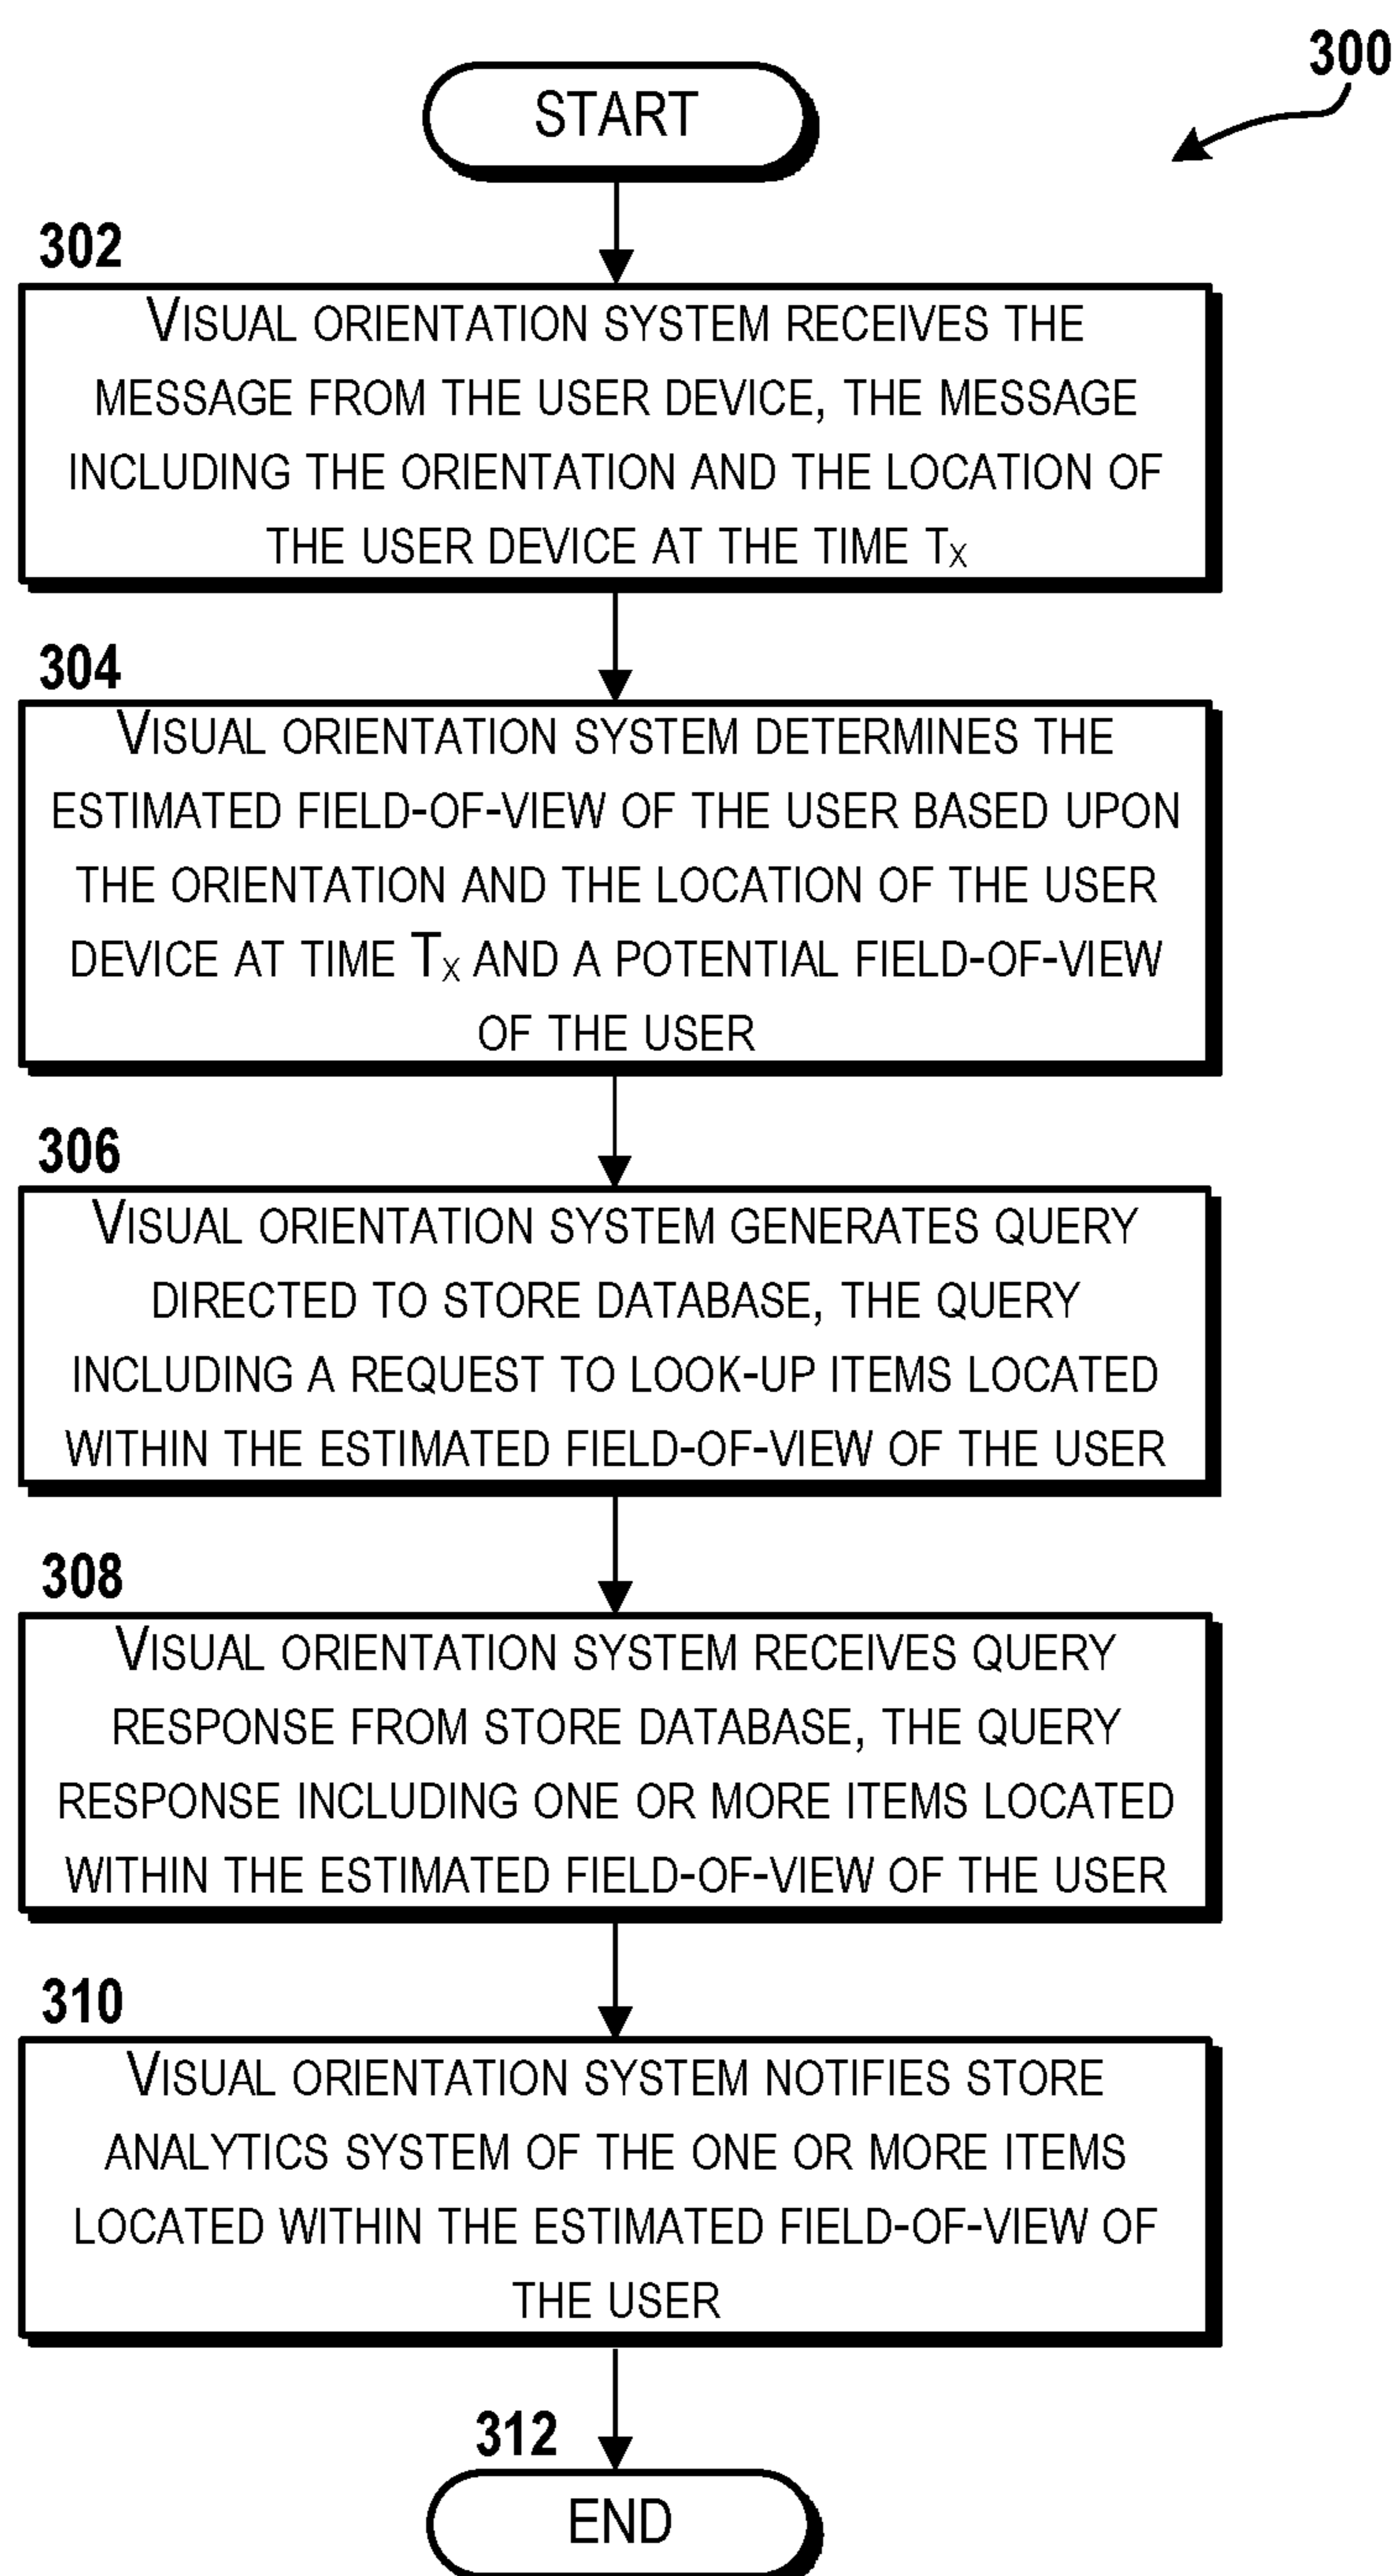 300
START
302
VISUAL ORIENTATION SYSTEM RECEIVES THE
MESSAGE FROM THE USER DEVICE, THE MESSAGE
INCLUDING THE ORIENTATION AND THE LOCATION OF
THE USER DEVICE AT THE TIME TX
304
VISUAL ORIENTATION SYSTEM DETERMINES THE
ESTIMATED FIELD-OF-VIEW OF THE USER BASED UPON
THE ORIENTATION AND THE LOCATION OF THE USER
DEVICE AT TIME TX AND A POTENTIAL FIELD-OF-VIEW
OF THE USER
306
VISUAL ORIENTATION SYSTEM GENERATES QUERY
DIRECTED TO STORE DATABASE, THE QUERY
INCLUDING A REQUEST TO LOOK-UP ITEMS LOCATED
WITHIN THE ESTIMATED FIELD-OF-VIEW OF THE USER
308
VISUAL ORIENTATION SYSTEM RECEIVES QUERY
RESPONSE FROM STORE DATABASE, THE QUERY
RESPONSE INCLUDING ONE OR MORE ITEMS LOCATED
WITHIN THE ESTIMATED FIELD-OF-VIEW OF THE USER
310
VISUAL ORIENTATION SYSTEM NOTIFIES STORE
ANALYTICS SYSTEM OF THE ONE OR MORE ITEMS
LOCATED WITHIN THE ESTIMATED FIELD-OF-VIEW OF
THE USER
312
END